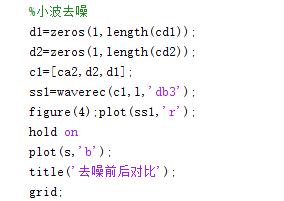 %小波去噪
d1=zeros(1,length(cd1));
d2=zeros(1,length(cd2));
c1=[ca2,d2,d1];
ss1=waverec(c1,l,'db3');
figure(4);plot(ss1,'r');
hold on
plot(s,'b');
title('去噪前后对比');
grid;